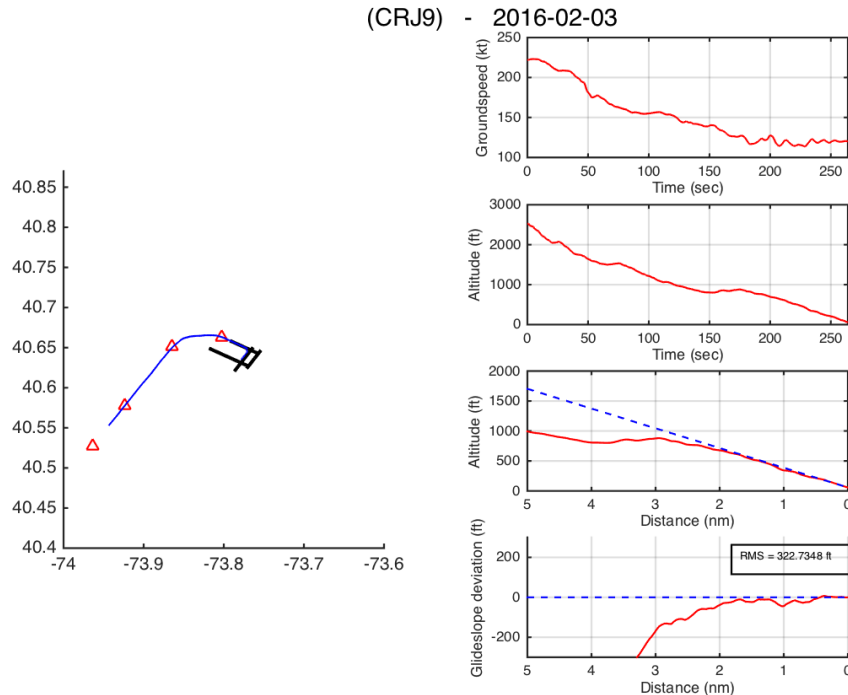 (CRJ9) - 2016-02-03
40.85
40.8
40.75
40.7
40.65
40.6
40.55
40.5
40.45
40.4
-74 -73.9 -73.8 -73.7 -73.6
Groundspeed (kt)
250
200
150
100
0 50 100 150 200 250
Time (sec)
Altitude (ft)
3000
2000
1000
0
0 50 100 150 200 250
Time (sec)
Altitude (ft)
2000
1500
1000
500
0
5 4 3 2 1 0
Distance (nm)
Glideslope deviation (ft)
RMS = 322.7348 ft
200
0
-200
5 4 3 2 1 0
Distance (nm)